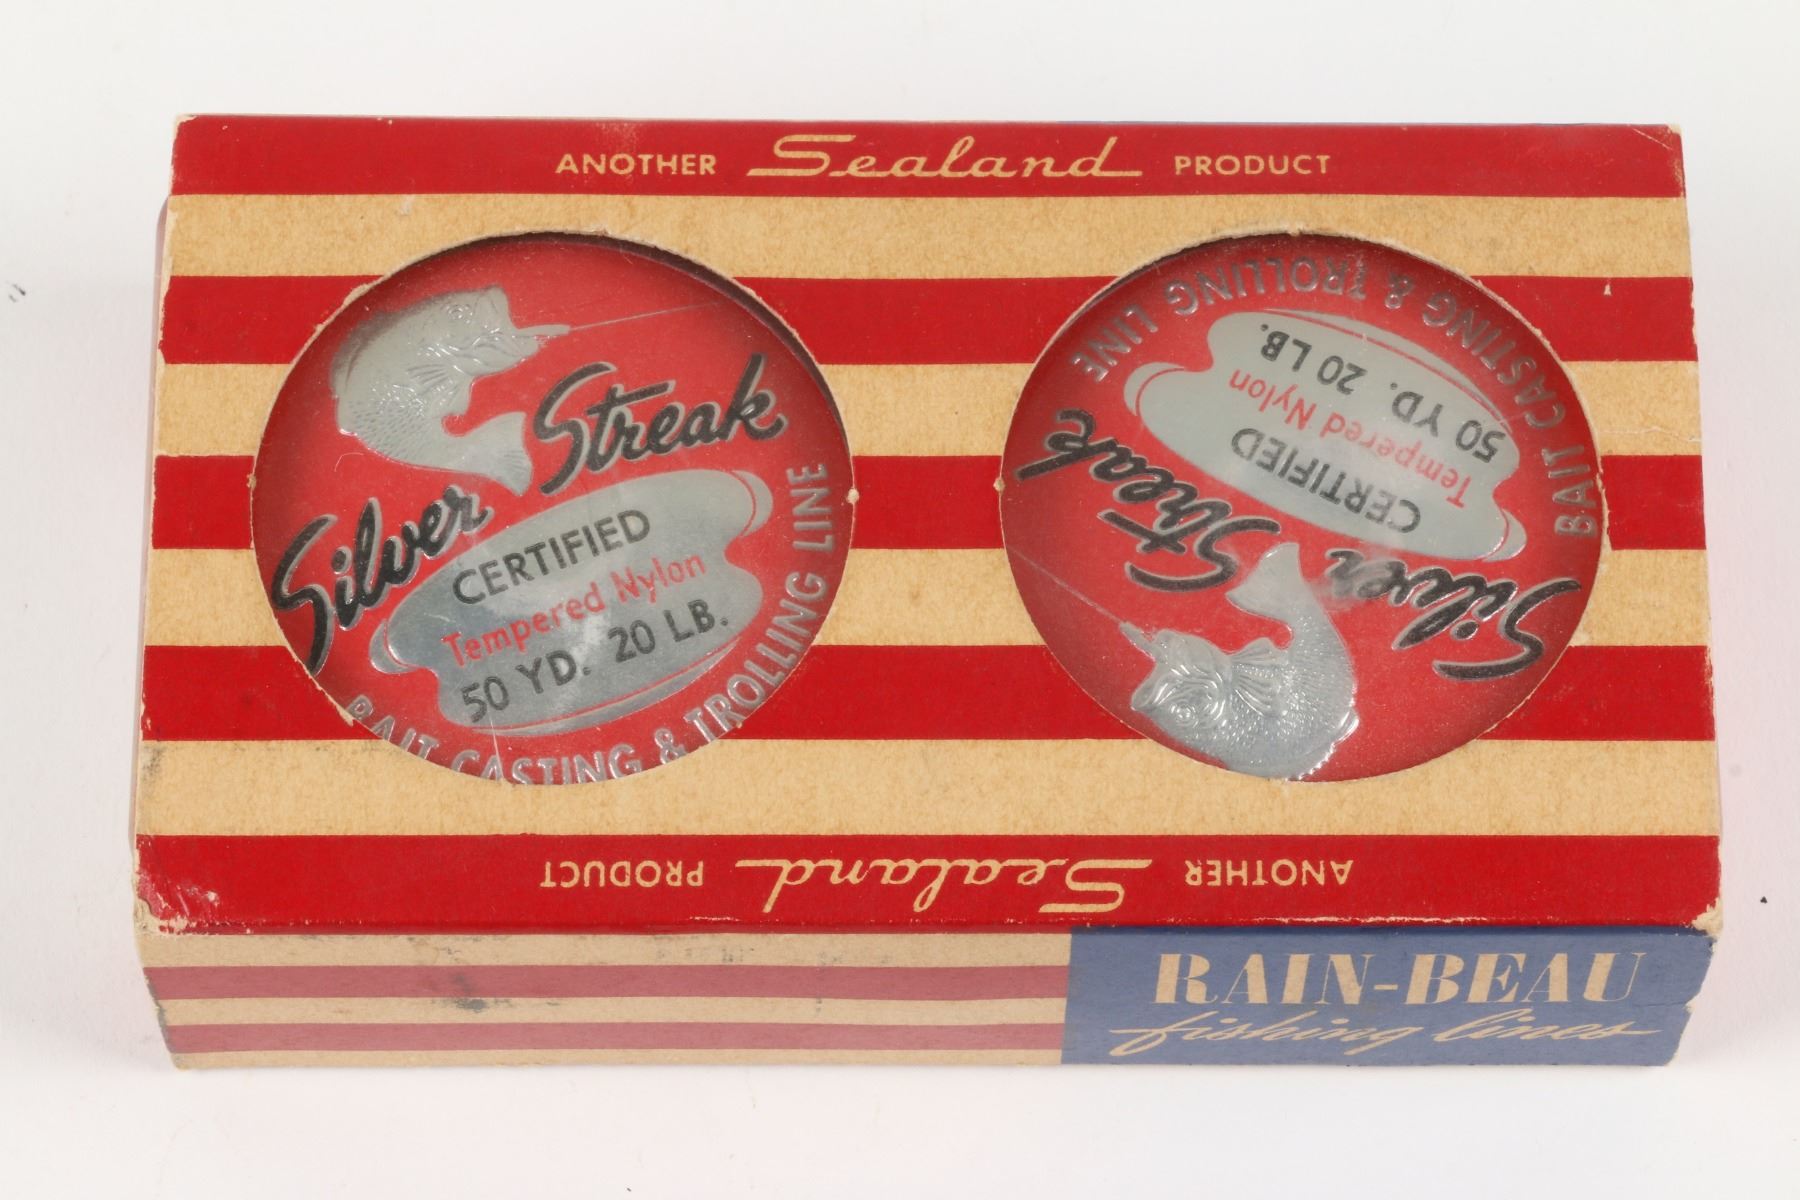 ANOTHER Sealand PRODUCT
Silver Streak
CERTIFIED
Tempered Nylon
50 YD. 20 LB.
BAIT CASTING & TROLLING LINE
Silver Streak
CERTIFIED
Tempered Nylon
50 YD. 20 LB.
BAIT CASTING & TROLLING LINE
ANOTHER Sealand PRODUCT
RAIN-BEAU
fishing lines